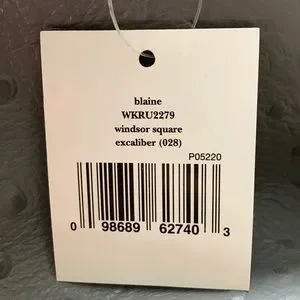 blaine
WKRU2279
windsor square
excaliber (028)
P05220
0 98689 62740 3